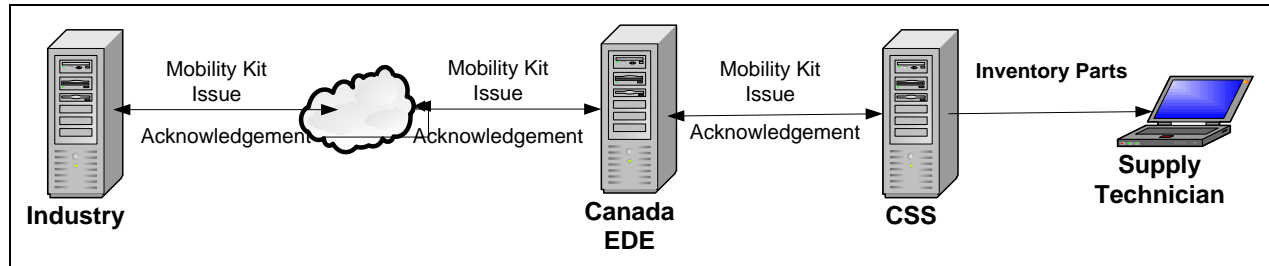 Mobility Kit
Issue
Acknowledgement
Industry
Mobility Kit
Issue
Acknowledgement
Canada
EDE
Mobility Kit
Issue
Acknowledgement
CSS
Inventory Parts
Supply
Technician